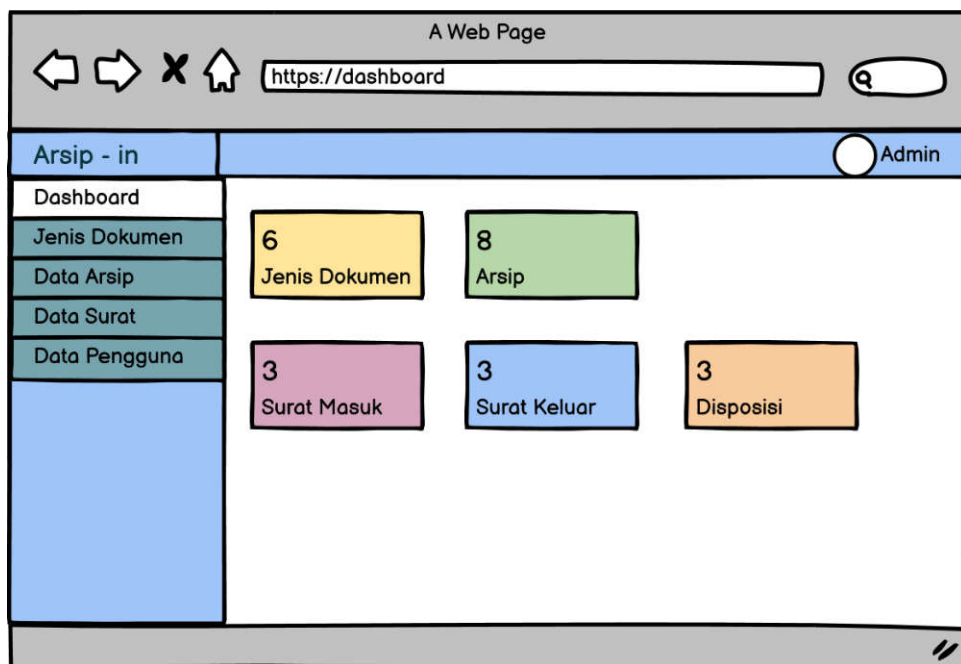 A Web Page
https://dashboard
Arsip - in
Admin
Dashboard
Jenis Dokumen
Data Arsip
Data Surat
Data Pengguna
6
Jenis Dokumen
8
Arsip
3
Surat Masuk
3
Surat Keluar
3
Disposisi